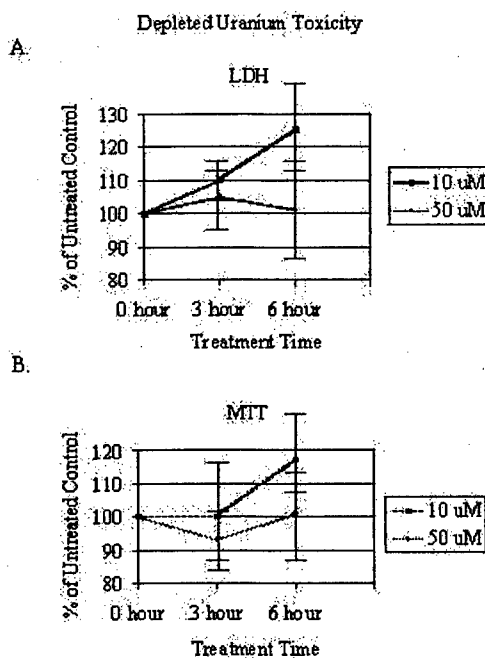 Depleted Uranium Toxicity
A.
LDH
% of Untreated Control
130
120
110
100
90
80
0 hour 3 hour 6 hour
Treatment Time
10 uM
50 uM
B.
MTT
% of Untreated Control
120
110
100
90
80
0 hour 3 hour 6 hour
Treatment Time
10 uM
50 uM